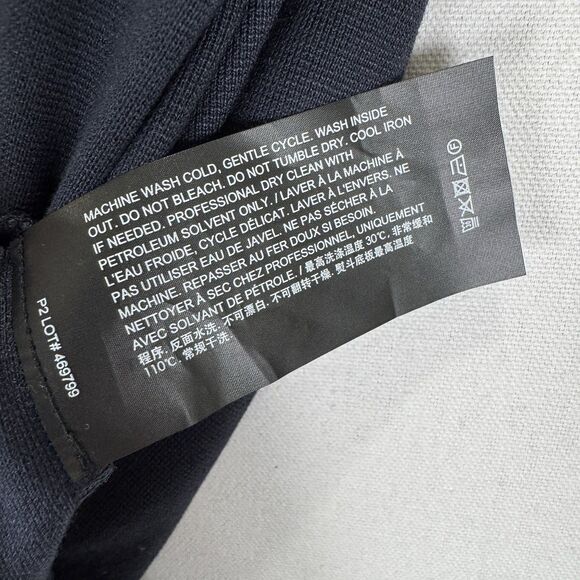 MACHINE WASH COLD, GENTLE CYCLE. WASH INSIDE
OUT. DO NOT BLEACH. DO NOT TUMBLE DRY. COOL IRON
IF NEEDED. PROFESSIONAL DRY CLEAN WITH
PETROLEUM SOLVENT ONLY. / LAVER À LA MACHINE À
L'EAU FROIDE, CYCLE DÉLICAT. LAVER À L'ENVERS. NE
PAS UTILISER EAU DE JAVEL. NE PAS SÉCHER À LA
MACHINE. REPASSER AU FER DOUX SI BESOIN.
NETTOYER À SEC CHEZ PROFESSIONNEL, UNIQUEMENT
AVEC SOLVANT DE PÉTROLE. / 最高洗涤温度 30℃, 非常缓和
程序. 反面水洗. 不可漂白. 不可翻转干燥. 熨斗底板最高温度
110℃. 常规干洗.
F
P2 LOT# 469799